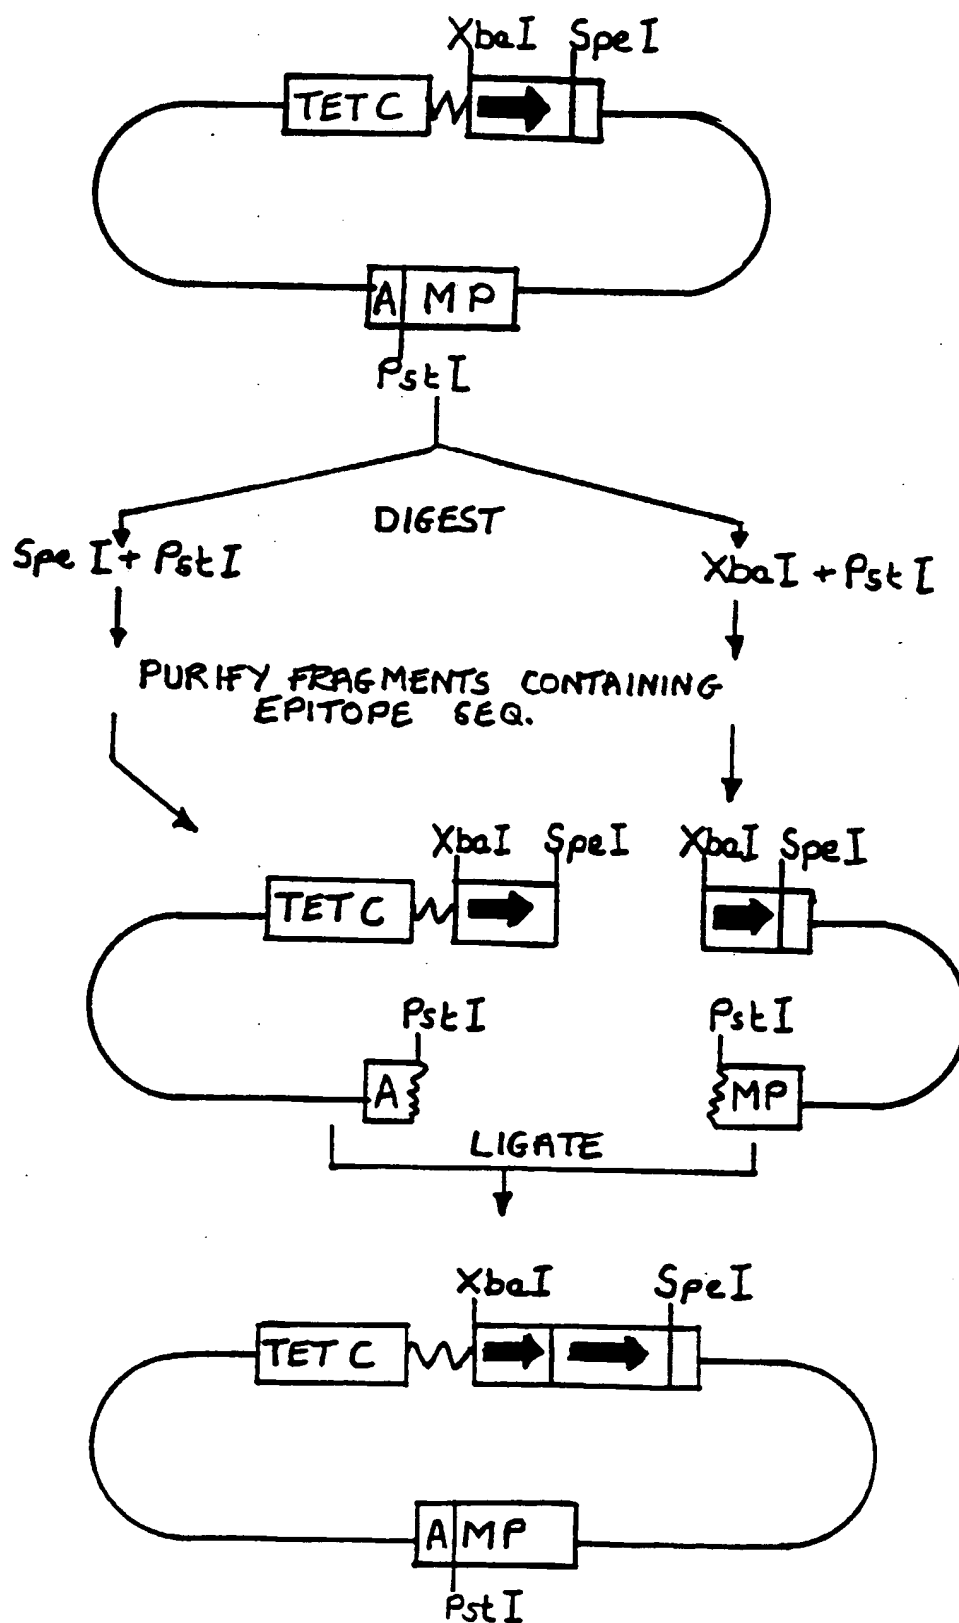 XbaI SpeI
TET C
A MP
PstI
DIGEST
Spe I + PstI
XbaI + PstI
PURIFY FRAGMENTS CONTAINING
EPITOPE SEQ.
XbaI SpeI
XbaI SpeI
TET C
PstI
PstI
A
MP
LIGATE
XbaI SpeI
TET C
A MP
PstI